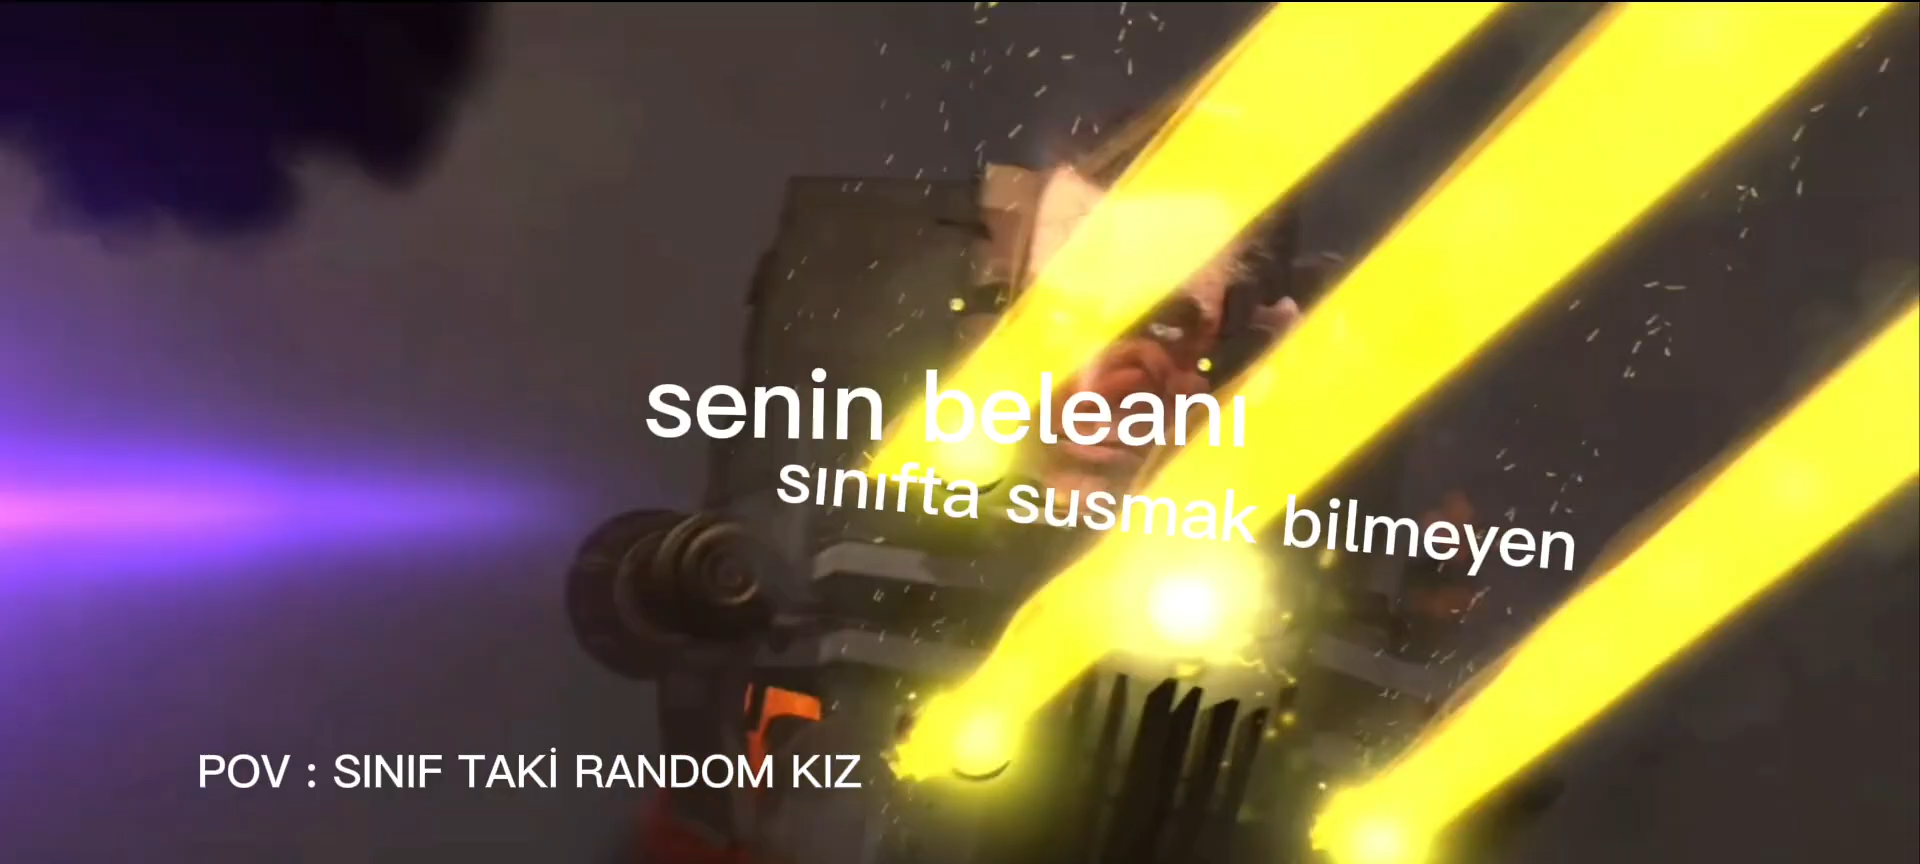 senin beleanı
sınıfta susmak bilmeyen
POV : SINIF TAKİ RANDOM KIZ